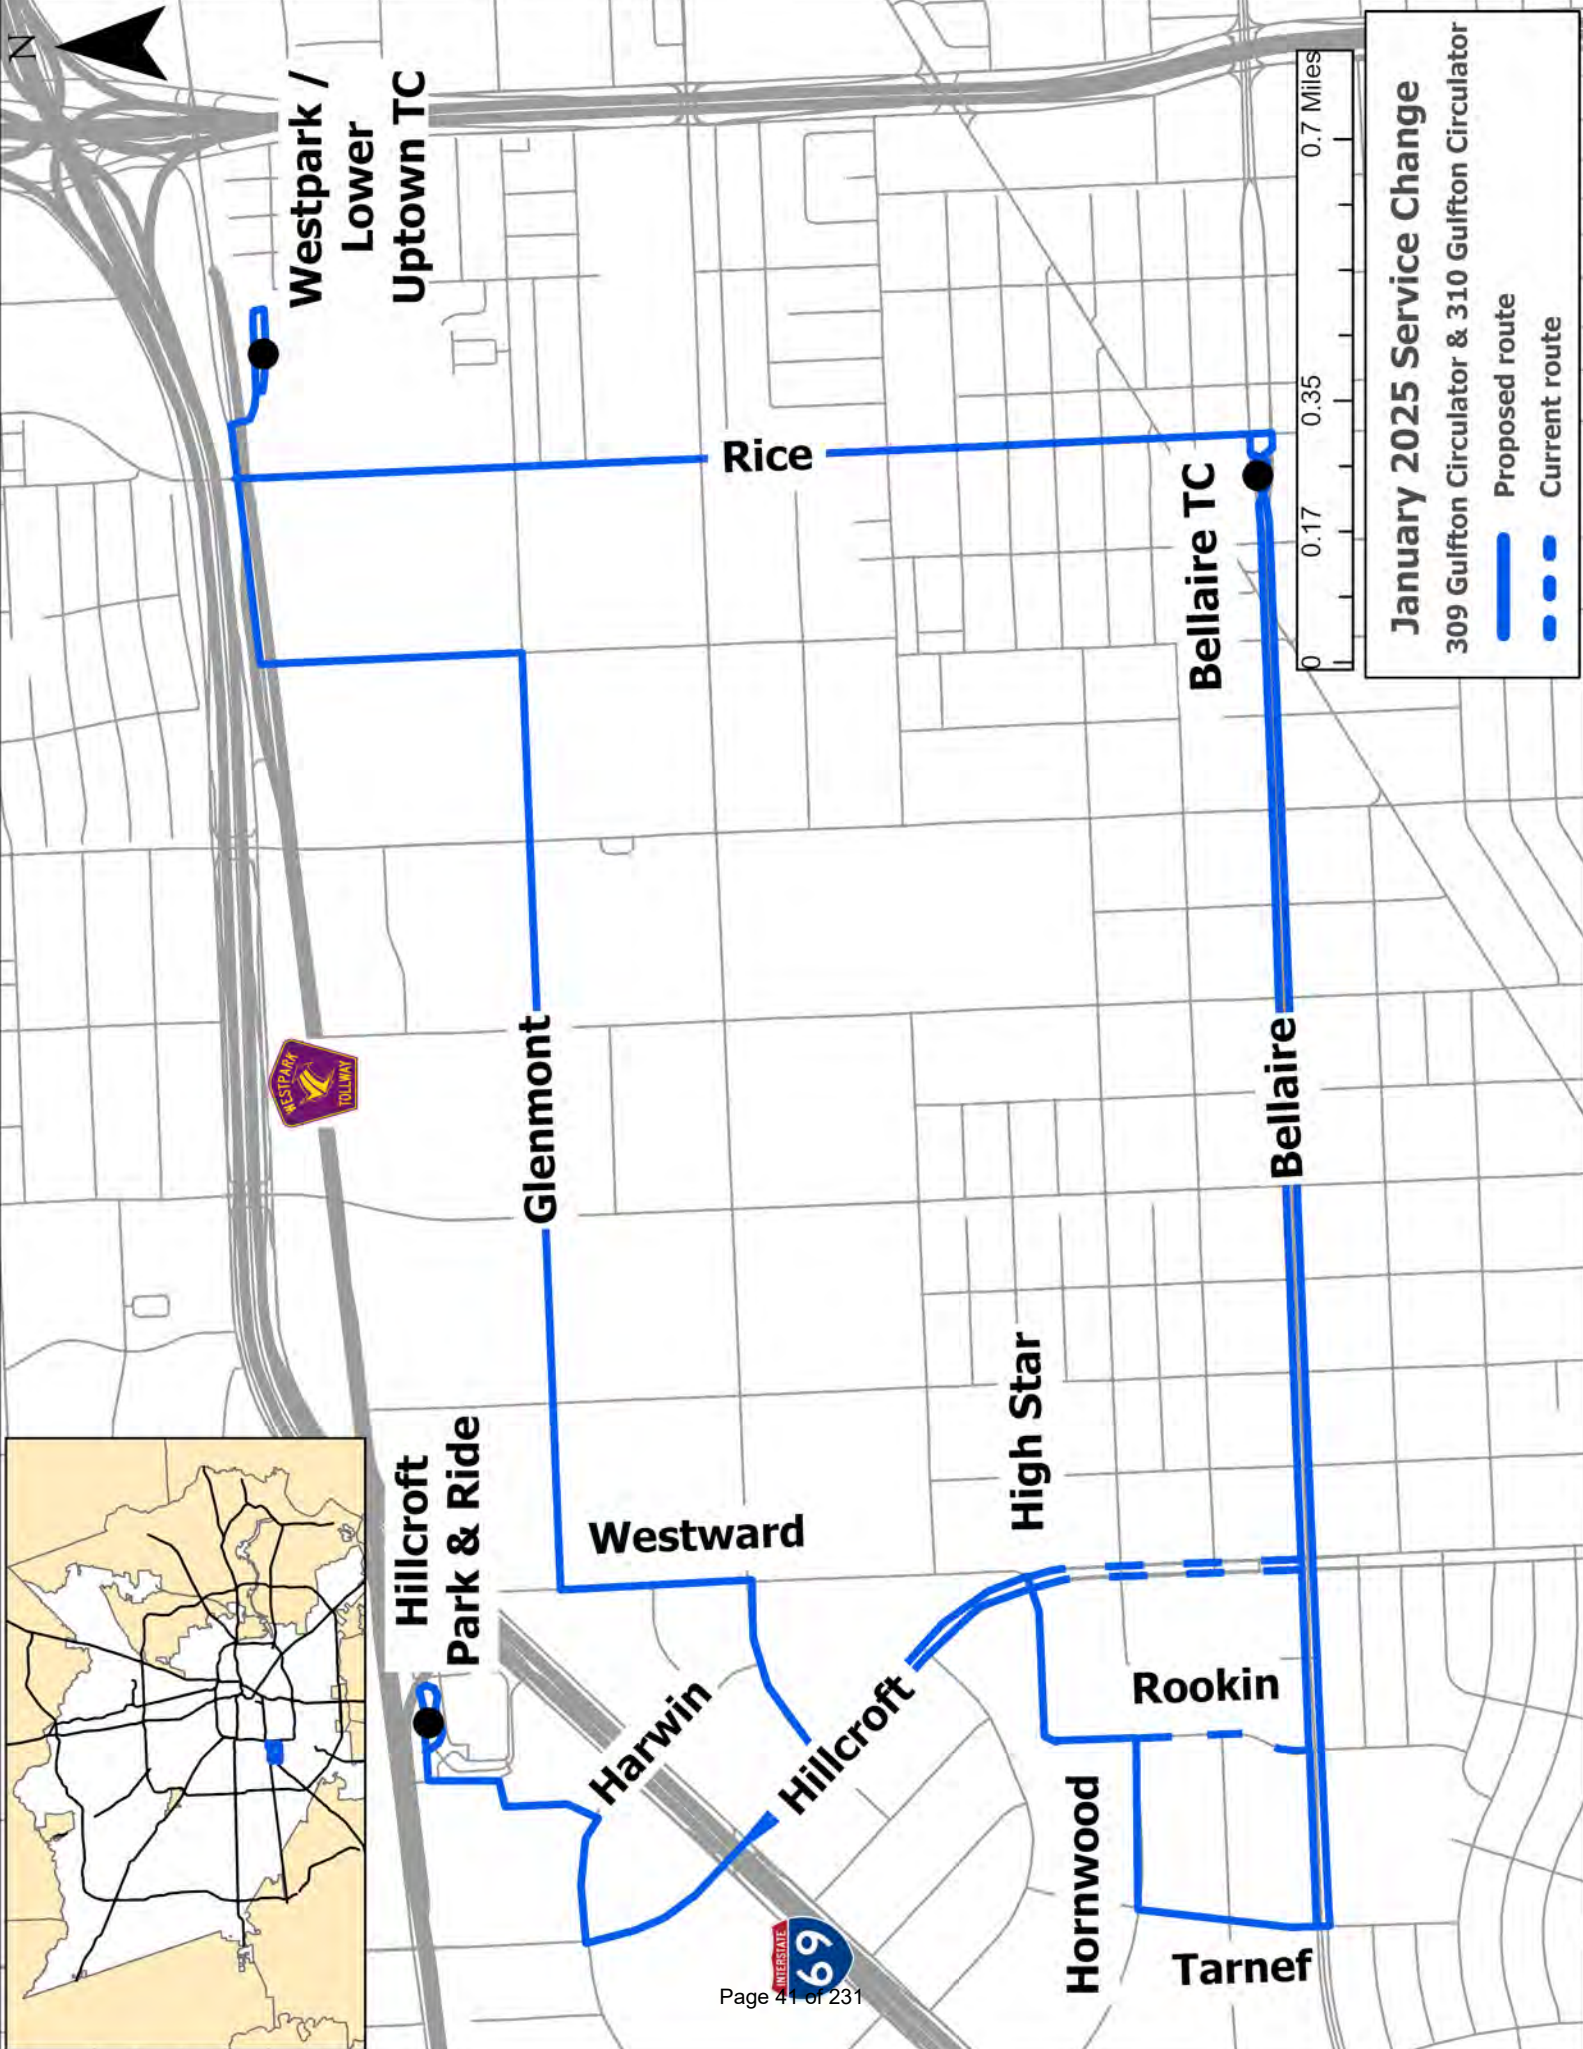 N
Westpark /
Lower
Uptown TC
Rice
Bellaire TC
WESTPARK
TOLLWAY
Glenmont
Bellaire
Hillcroft
Park & Ride
Westward
High Star
Harwin
Hillcroft
Rookin
Hornwood
Tarnef
INTERSTATE
69
0 0.17 0.35 0.7 Miles
January 2025 Service Change
309 Gulfton Circulator & 310 Gulfton Circulator
Proposed route
Current route
Page 41 of 231